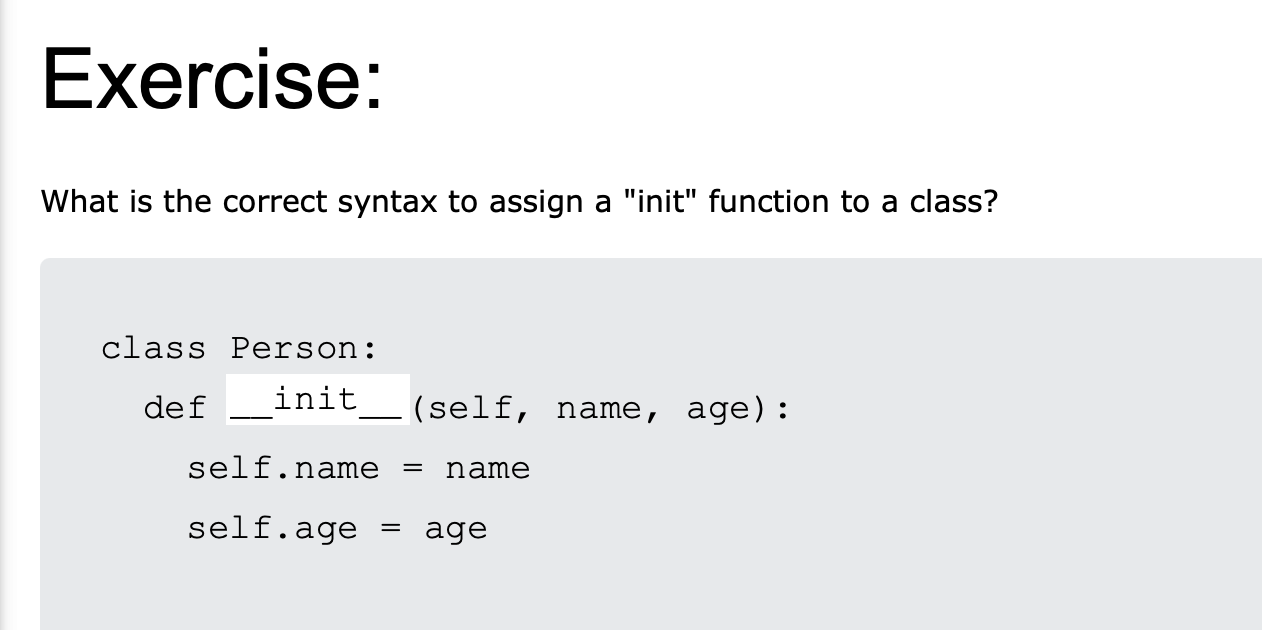 Exercise:
What is the correct syntax to assign a "init" function to a class?
class Person:
def __init__(self, name, age):
self.name = name
self.age = age